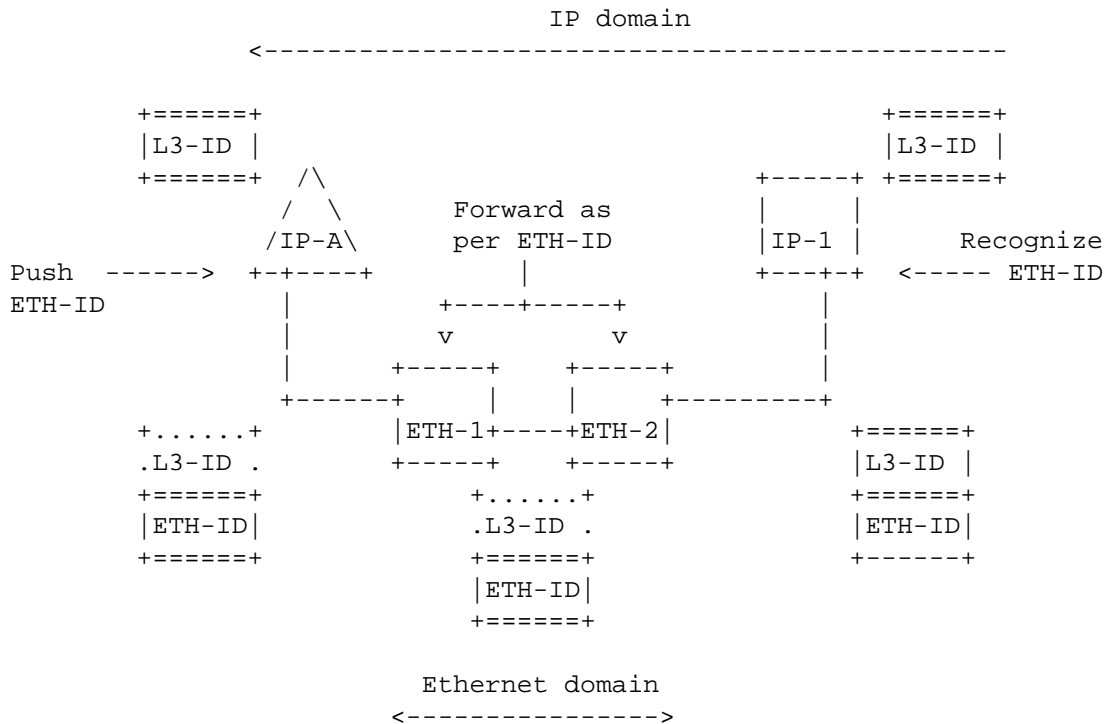 IP domain
<----------------------------------------------
+======+ +======+
|L3-ID | |L3-ID |
+======+ /\ +-----+ +======+
/ \ Forward as | |
/IP-A\ per ETH-ID |IP-1 | Recognize
Push ------> +-+----+ | +---+-+ <----- ETH-ID
ETH-ID | +----+-----+ |
| v v |
| +-----+ +-----+ |
+------+ | | +---------+
+......+ |ETH-1+----+ETH-2| +======+
.L3-ID . +-----+ +-----+ |L3-ID |
+======+ +......+ +======+
|ETH-ID| .L3-ID . |ETH-ID|
+======+ +======+ +------+
|ETH-ID|
+======+
Ethernet domain
<---------------->